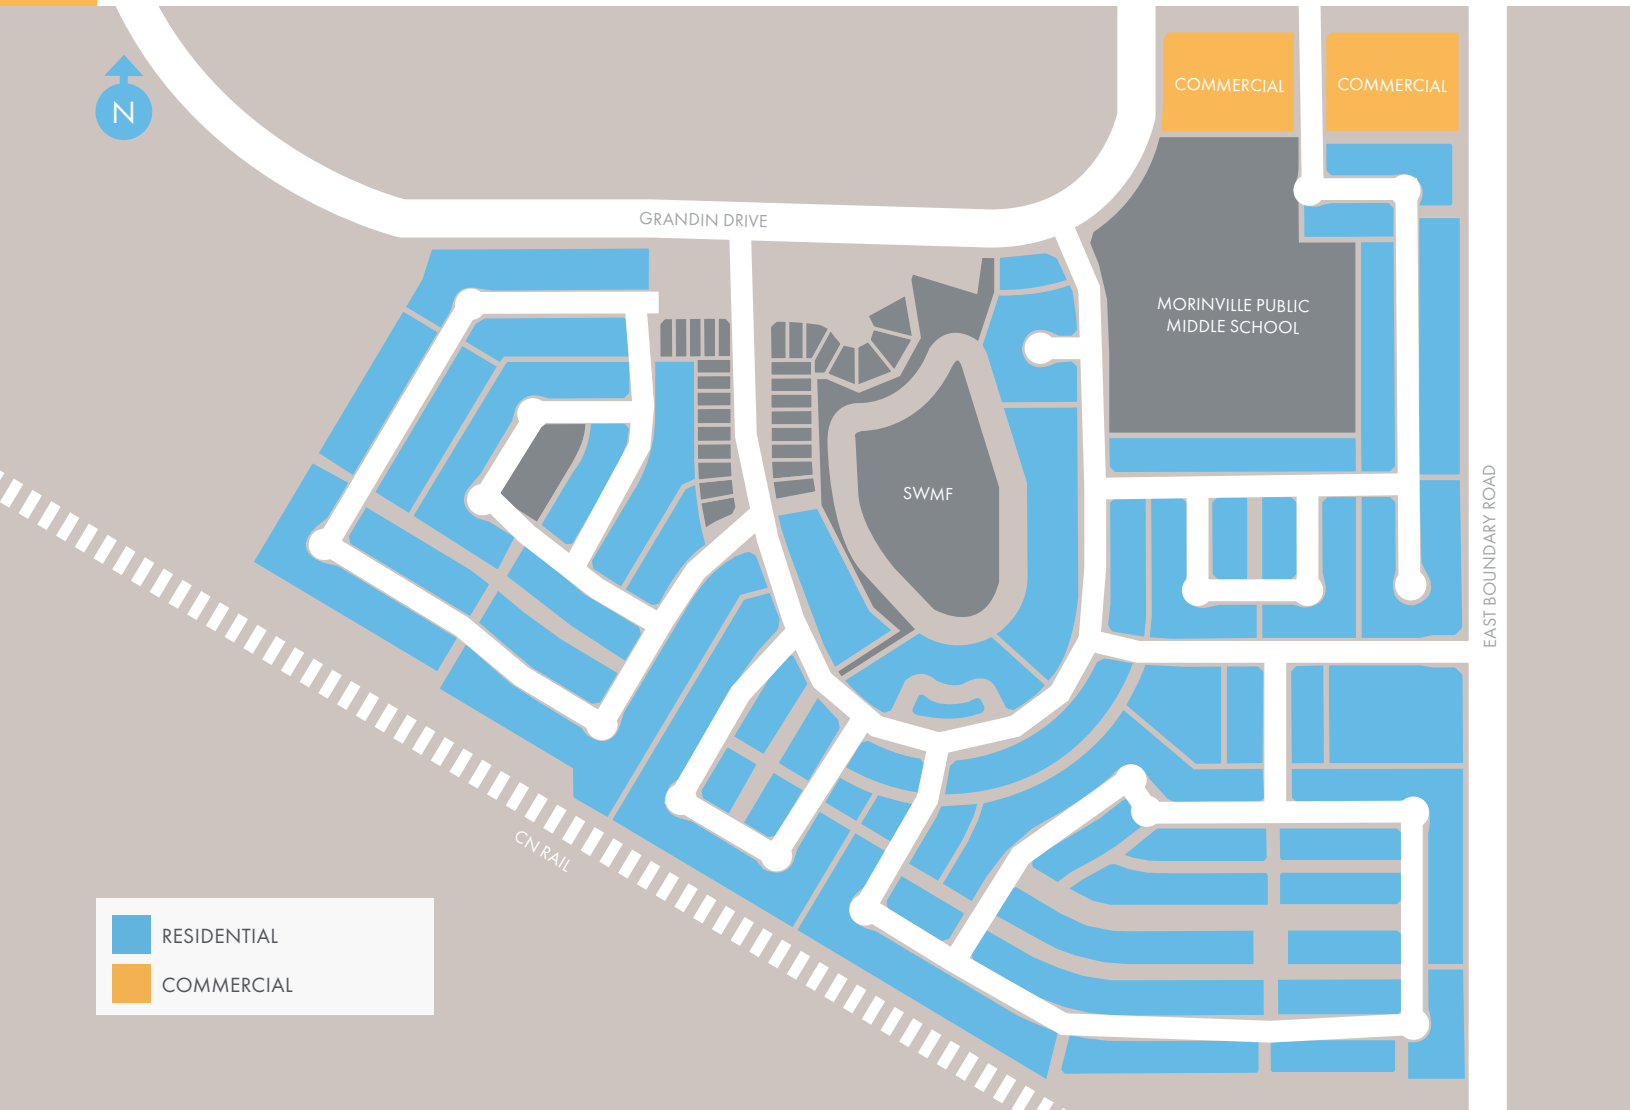 COMMERCIAL
COMMERCIAL
N
GRANDIN DRIVE
MORINVILLE PUBLIC
MIDDLE SCHOOL
SWMF
EAST BOUNDARY ROAD
CN RAIL
RESIDENTIAL
COMMERCIAL